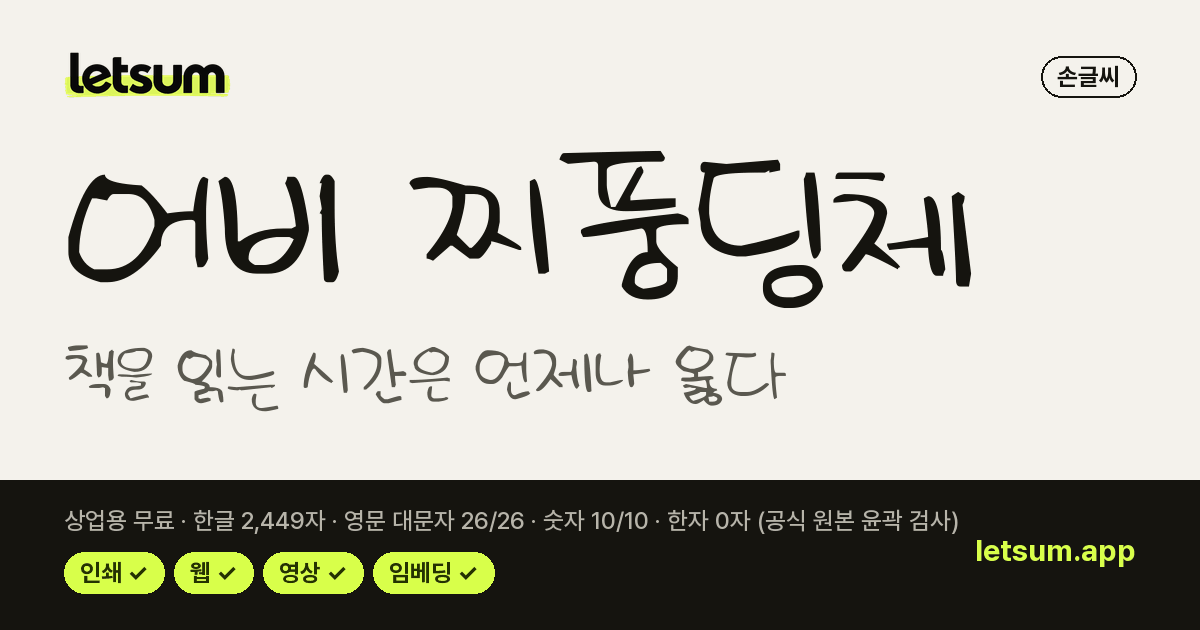 letsum
손글씨
어비 찌풍딩체
책을 읽는 시간은 언제나 옳다
상업용 무료 · 한글 2,449자 · 영문 대문자 26/26 · 숫자 10/10 · 한자 0자 (공식 원본 윤곽 검사)
인쇄 ✓ 웹 ✓ 영상 ✓ 임베딩 ✓
letsum.app